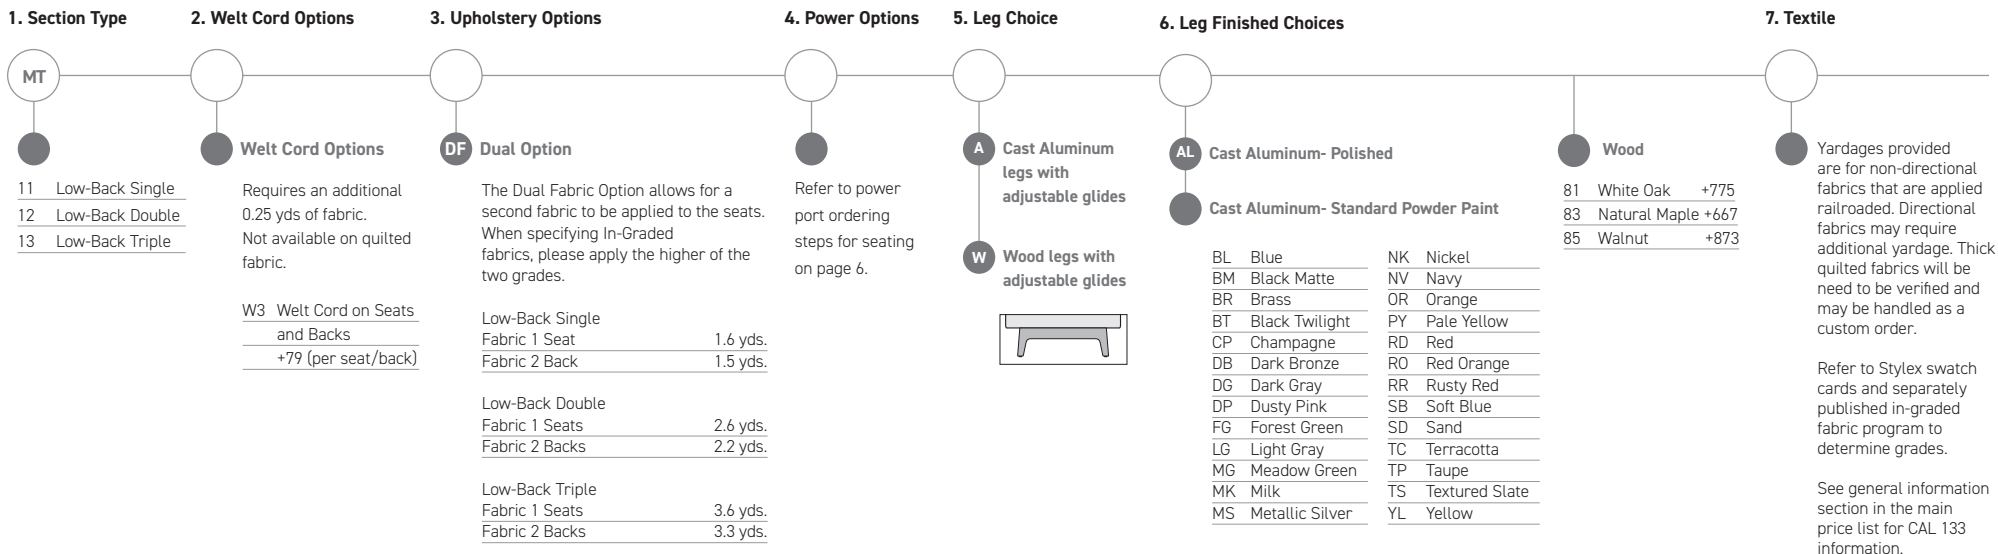 1. Section Type
MT
11 Low-Back Single
12 Low-Back Double
13 Low-Back Triple
2. Welt Cord Options
Welt Cord Options
Requires an additional
0.25 yds of fabric.
Not available on quilted
fabric.
W3 Welt Cord on Seats
and Backs
+79 (per seat/back)
3. Upholstery Options
DF Dual Option
The Dual Fabric Option allows for a
second fabric to be applied to the seats.
When specifying In-Graded
fabrics, please apply the higher of the
two grades.
Low-Back Single
Fabric 1 Seat 1.6 yds.
Fabric 2 Back 1.5 yds.
Low-Back Double
Fabric 1 Seats 2.6 yds.
Fabric 2 Backs 2.2 yds.
Low-Back Triple
Fabric 1 Seats 3.6 yds.
Fabric 2 Backs 3.3 yds.
4. Power Options
Refer to power
port ordering
steps for seating
on page 6.
5. Leg Choice
A Cast Aluminum
legs with
adjustable glides
W Wood legs with
adjustable glides
6. Leg Finished Choices
AL Cast Aluminum- Polished
Cast Aluminum- Standard Powder Paint
BL Blue
BM Black Matte
BR Brass
BT Black Twilight
CP Champagne
DB Dark Bronze
DG Dark Gray
DP Dusty Pink
FG Forest Green
LG Light Gray
MG Meadow Green
MK Milk
MS Metallic Silver
NK Nickel
NV Navy
OR Orange
PY Pale Yellow
RD Red
RO Red Orange
RR Rusty Red
SB Soft Blue
SD Sand
TC Terracotta
TP Taupe
TS Textured Slate
YL Yellow
Wood
81 White Oak +775
83 Natural Maple +667
85 Walnut +873
7. Textile
Yardages provided
are for non-directional
fabrics that are applied
railroaded. Directional
fabrics may require
additional yardage. Thick
quilted fabrics will be
need to be verified and
may be handled as a
custom order.
Refer to Stylex swatch
cards and separately
published in-graded
fabric program to
determine grades.
See general information
section in the main
price list for CAL 133
information.